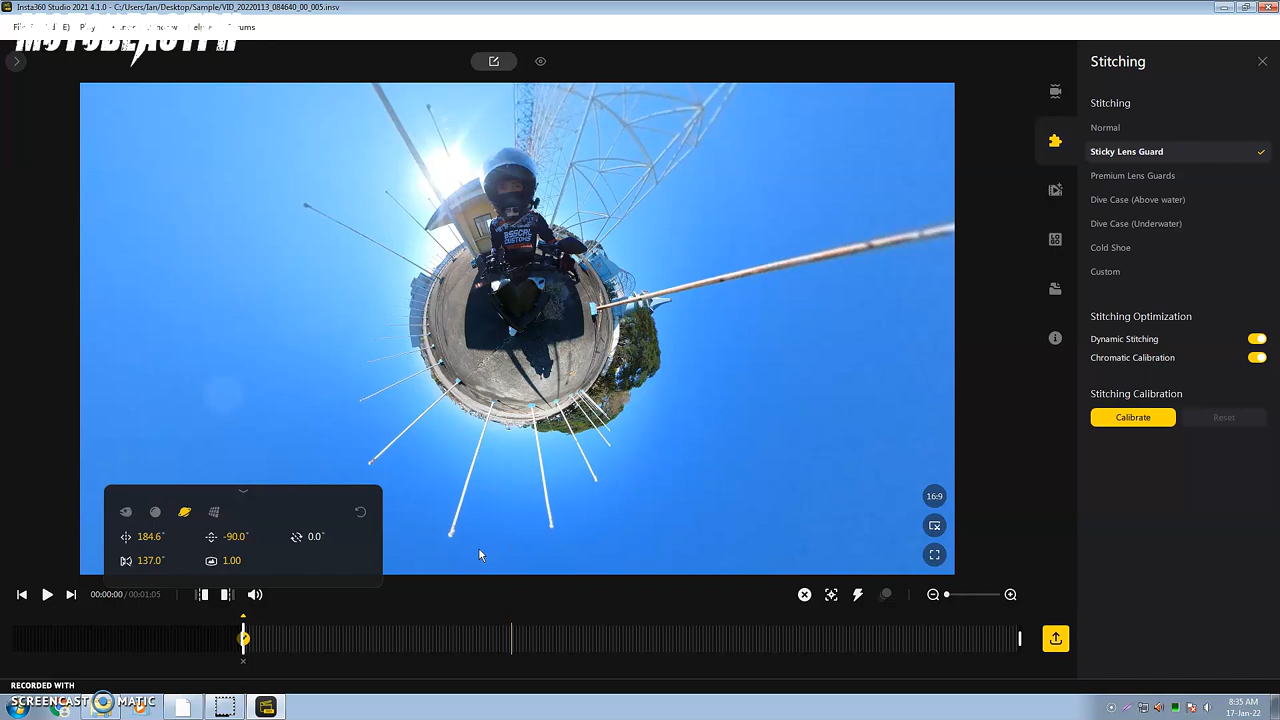 Insta360 Studio 2021 4.1.0 - C:/Users/Ian/Desktop/Sample/VID_20220113_084640_00_005.insv
MOTOBEASTPH
Stitching
Stitching
Normal
Sticky Lens Guard
Premium Lens Guards
Dive Case (Above water)
Dive Case (Underwater)
Cold Shoe
Custom
Stitching Optimization
Dynamic Stitching
Chromatic Calibration
Stitching Calibration
Calibrate
Reset
16:9
184.6°
-90.0°
0.0°
137.0°
1.00
00:00:00 / 00:01:05
RECORDED WITH
SCREENCAST MATIC
8:35 AM
17-Jan-22